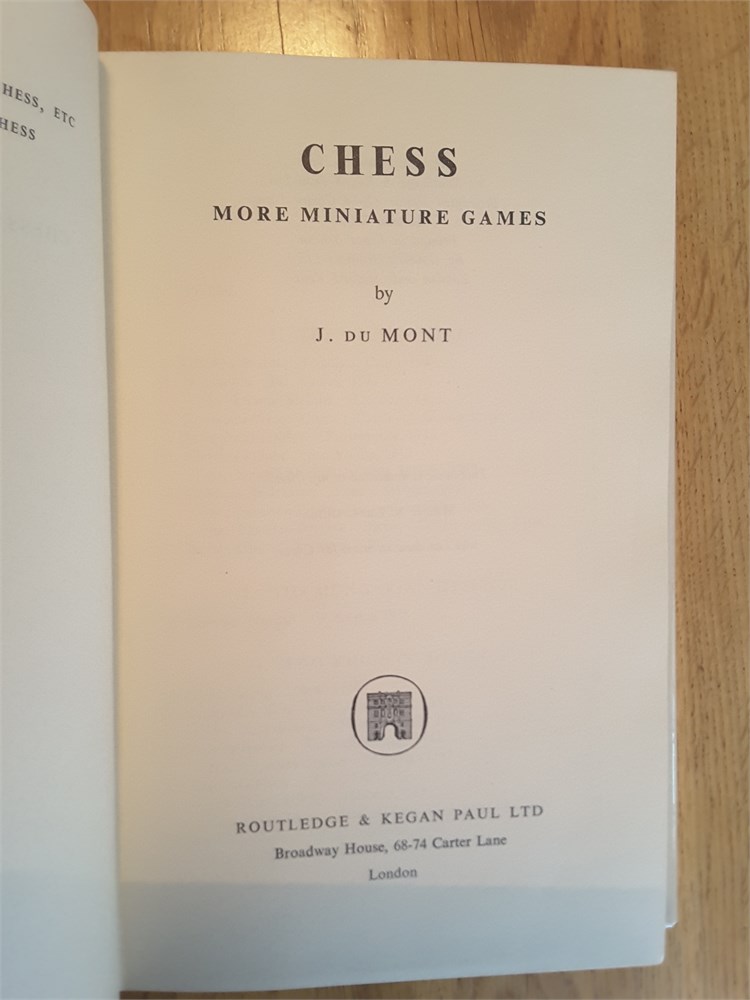 HESS, ETC
HESS
CHESS
MORE MINIATURE GAMES
by
J. DU MONT
ROUTLEDGE & KEGAN PAUL LTD
Broadway House, 68-74 Carter Lane
London